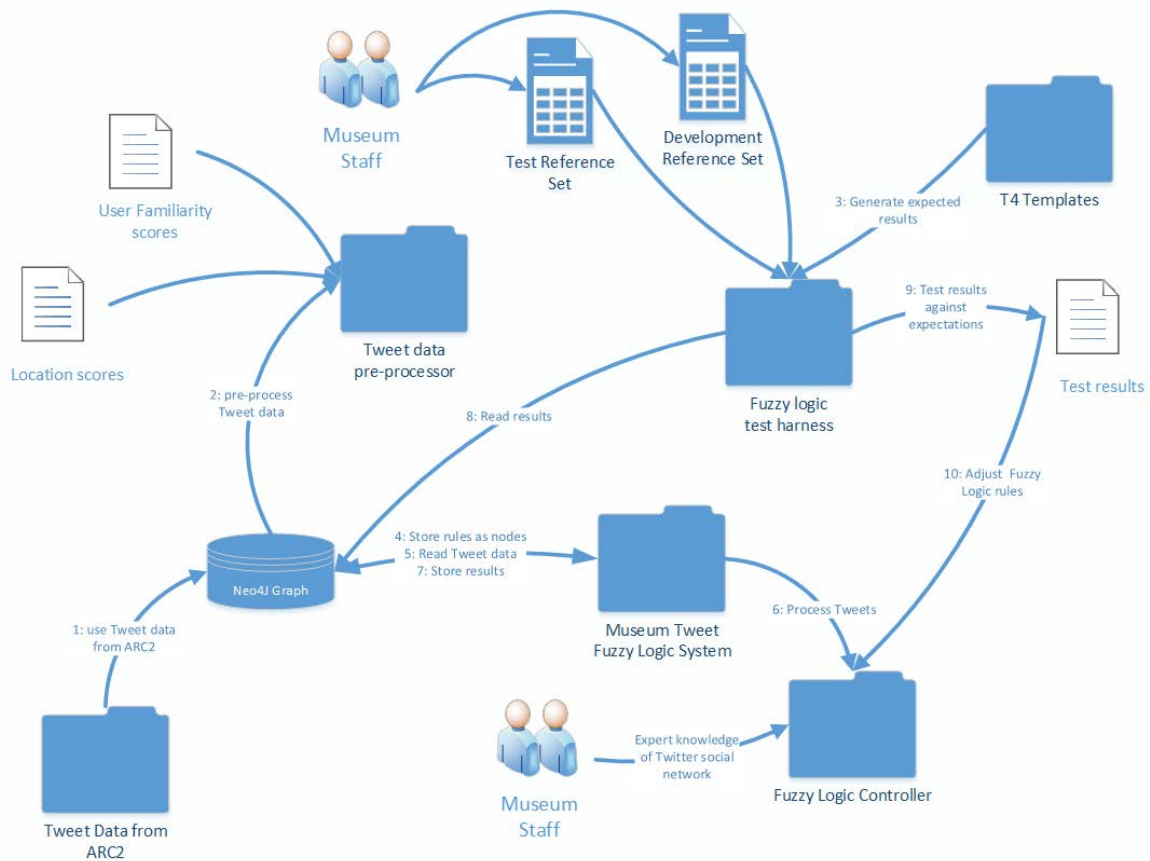 Museum
Staff
Test Reference
Set
Development
Reference Set
T4 Templates
User Familiarity
scores
3: Generate expected
results
Location scores
Tweet data
pre-processor
9: Test results
against
expectations
Test results
2: pre-process
Tweet data
8: Read results
Fuzzy logic
test harness
10: Adjust Fuzzy
Logic rules
4: Store rules as nodes
5: Read Tweet data
7: Store results
Neo4J Graph
1: use Tweet data
from ARC2
Museum Tweet
Fuzzy Logic System
6: Process Tweets
Expert knowledge
of Twitter social
network
Museum
Staff
Fuzzy Logic Controller
Tweet Data from
ARC2